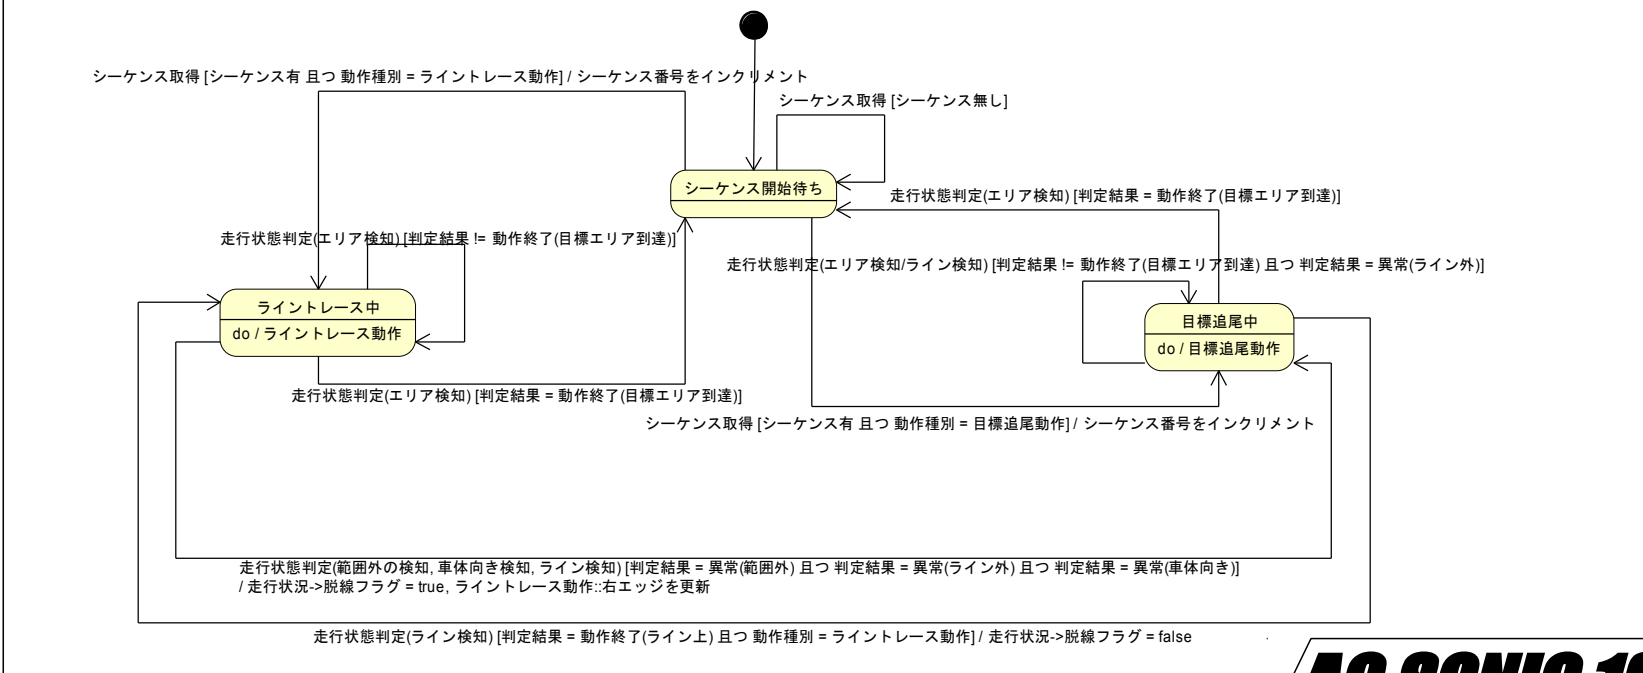 シーケンス取得 [シーケンス有 且つ 動作種別 = ライントレース動作] / シーケンス番号をインクリメント
シーケンス取得 [シーケンス無し]
シーケンス開始待ち
走行状態判定(エリア検知) [判定結果 = 動作終了(目標エリア到達)]
走行状態判定(エリア検知) [判定結果 != 動作終了(目標エリア到達)]
走行状態判定(エリア検知/ライン検知) [判定結果 != 動作終了(目標エリア到達) 且つ 判定結果 = 異常(ライン外)]
ライントレース中
do / ライントレース動作
目標追尾中
do / 目標追尾動作
走行状態判定(エリア検知) [判定結果 = 動作終了(目標エリア到達)]
シーケンス取得 [シーケンス有 且つ 動作種別 = 目標追尾動作] / シーケンス番号をインクリメント
走行状態判定(範囲外の検知, 車体向き検知, ライン検知) [判定結果 = 異常(範囲外) 且つ 判定結果 = 異常(ライン外) 且つ 判定結果 = 異常(車体向き)]
/ 走行状況->脱線フラグ = true, ライントレース動作::右エッジを更新
走行状態判定(ライン検知) [判定結果 = 動作終了(ライン上) 且つ 動作種別 = ライントレース動作] / 走行状況->脱線フラグ = false